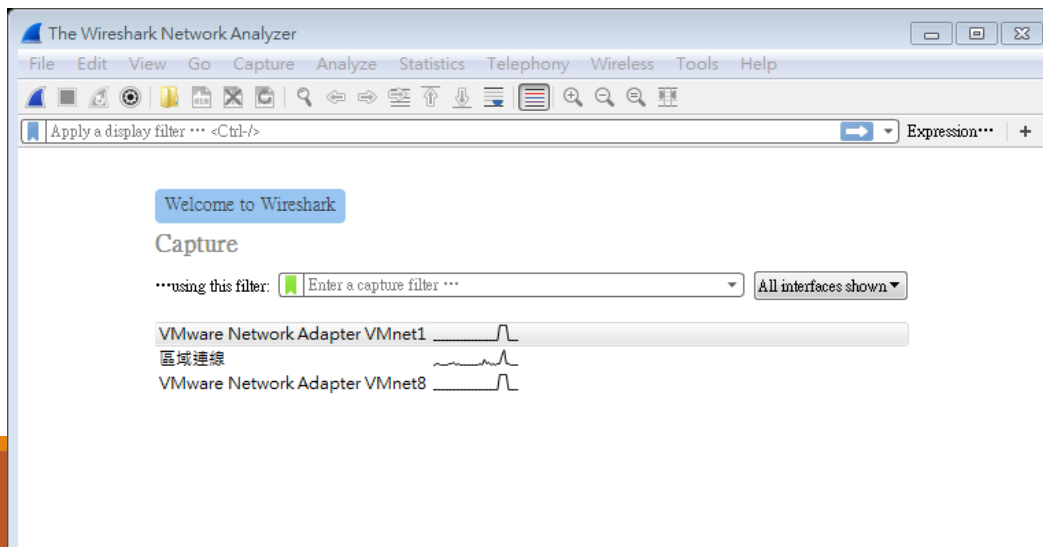 The Wireshark Network Analyzer
File Edit View Go Capture Analyze Statistics Telephony Wireless Tools Help
Apply a display filter ⋯ <Ctrl-/> Expression⋯ +
Welcome to Wireshark
Capture
⋯using this filter: Enter a capture filter ⋯ All interfaces shown
VMware Network Adapter VMnet1
區域連線
VMware Network Adapter VMnet8